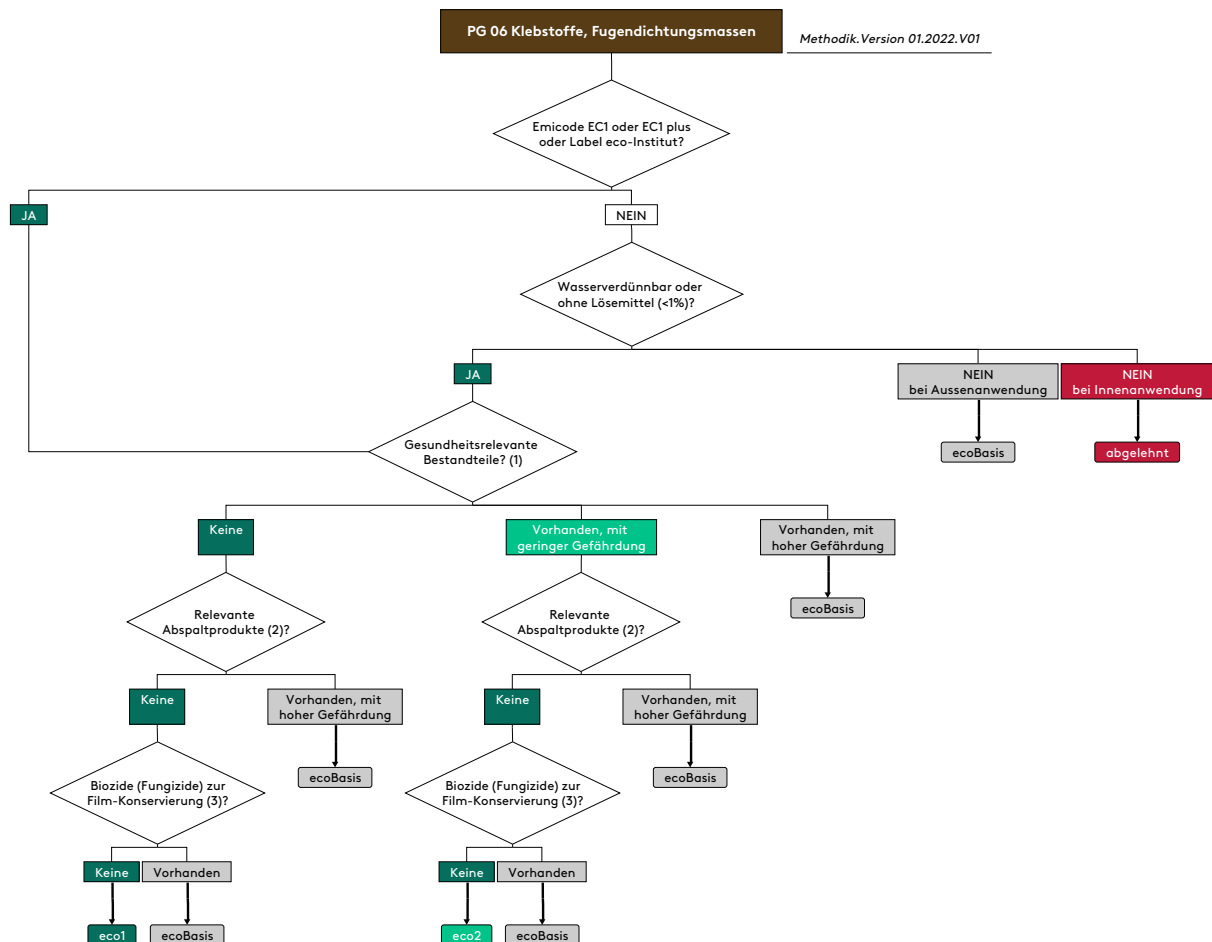 PG 06 Klebstoffe, Fugendichtungsmassen
Methodik.Version 01.2022.V01
Emicode EC1 oder EC1 plus
oder Label eco-Institut?
JA
NEIN
Wasserverdünnbar oder
ohne Lösemittel (<1%)?
JA
NEIN
bei Aussenanwendung
NEIN
bei Innenanwendung
ecoBasis
abgelehnt
Gesundheitsrelevante
Bestandteile? (1)
Keine
Vorhanden, mit
geringer Gefährdung
Vorhanden, mit
hoher Gefährdung
ecoBasis
Relevante
Abspaltprodukte (2)?
Relevante
Abspaltprodukte (2)?
Keine
Vorhanden, mit
hoher Gefährdung
Keine
Vorhanden, mit
hoher Gefährdung
ecoBasis
ecoBasis
Biozide (Fungizide) zur
Film-Konservierung (3)?
Biozide (Fungizide) zur
Film-Konservierung (3)?
Keine
Vorhanden
Keine
Vorhanden
eco1
ecoBasis
eco2
ecoBasis